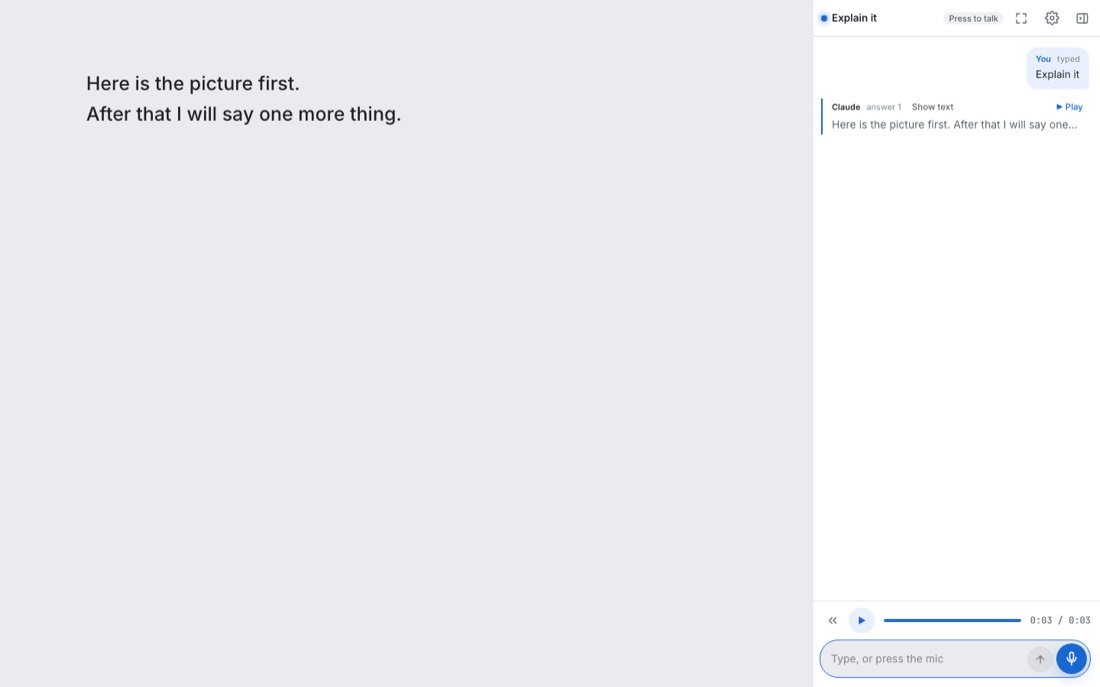 Here is the picture first.
After that I will say one more thing.
Explain it
Press to talk
You typed
Explain it
Claude answer 1 Show text Play
Here is the picture first. After that I will say one...
0:03 / 0:03
Type, or press the mic